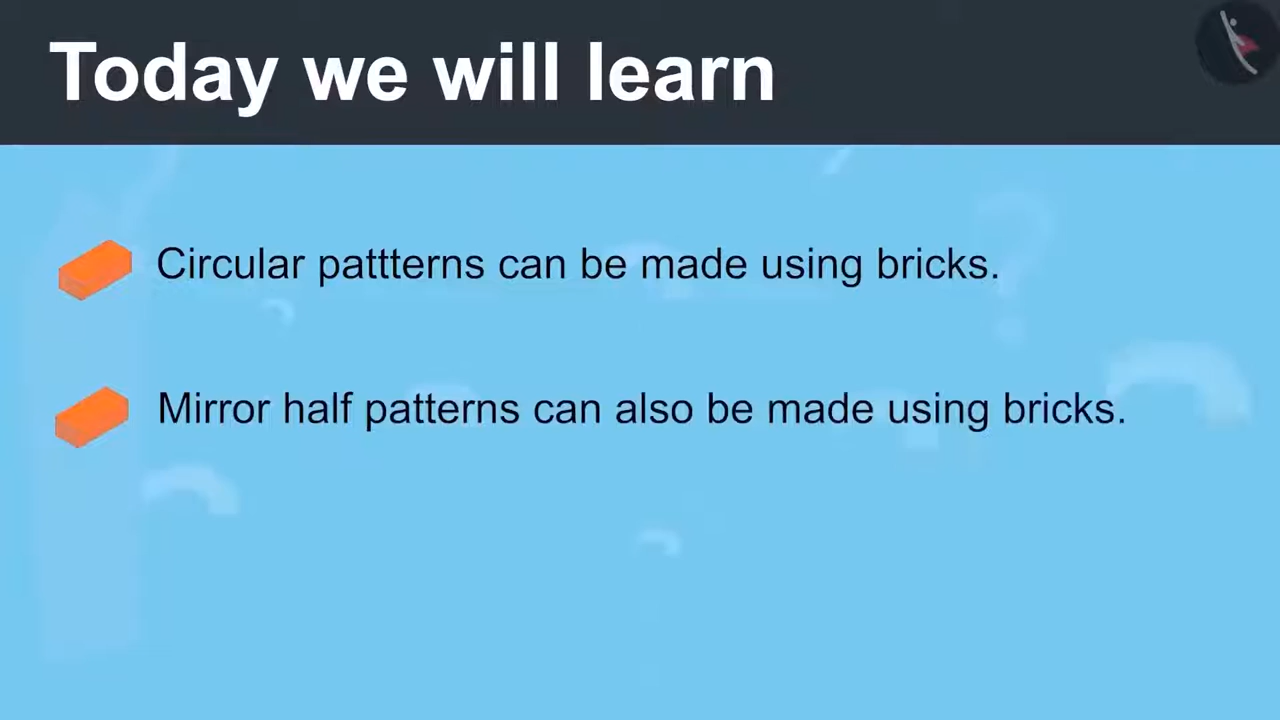 Today we will learn
Circular pattterns can be made using bricks.
Mirror half patterns can also be made using bricks.